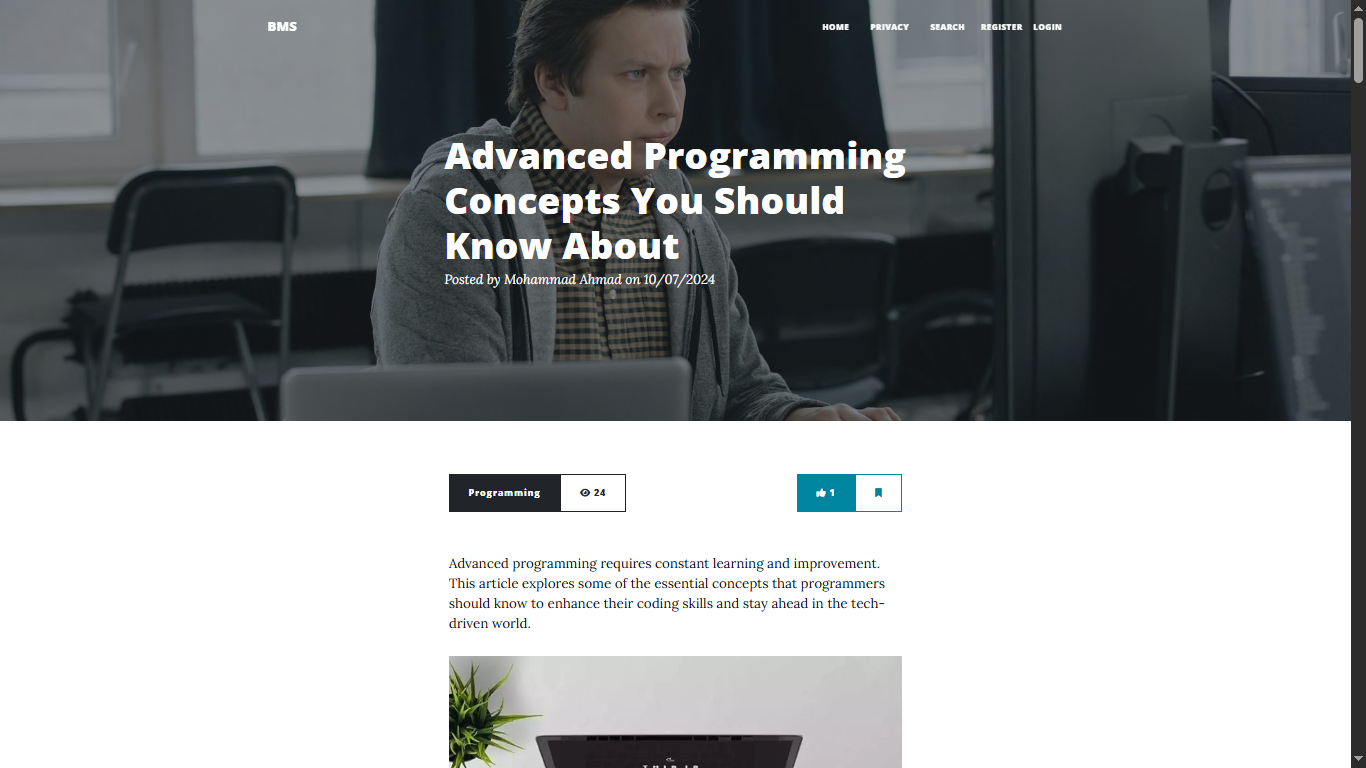 BMS
HOME PRIVACY SEARCH REGISTER LOGIN
Advanced Programming
Concepts You Should
Know About
Posted by Mohammad Ahmad on 10/07/2024
Programming 24
1
Advanced programming requires constant learning and improvement.
This article explores some of the essential concepts that programmers
should know to enhance their coding skills and stay ahead in the tech-
driven world.